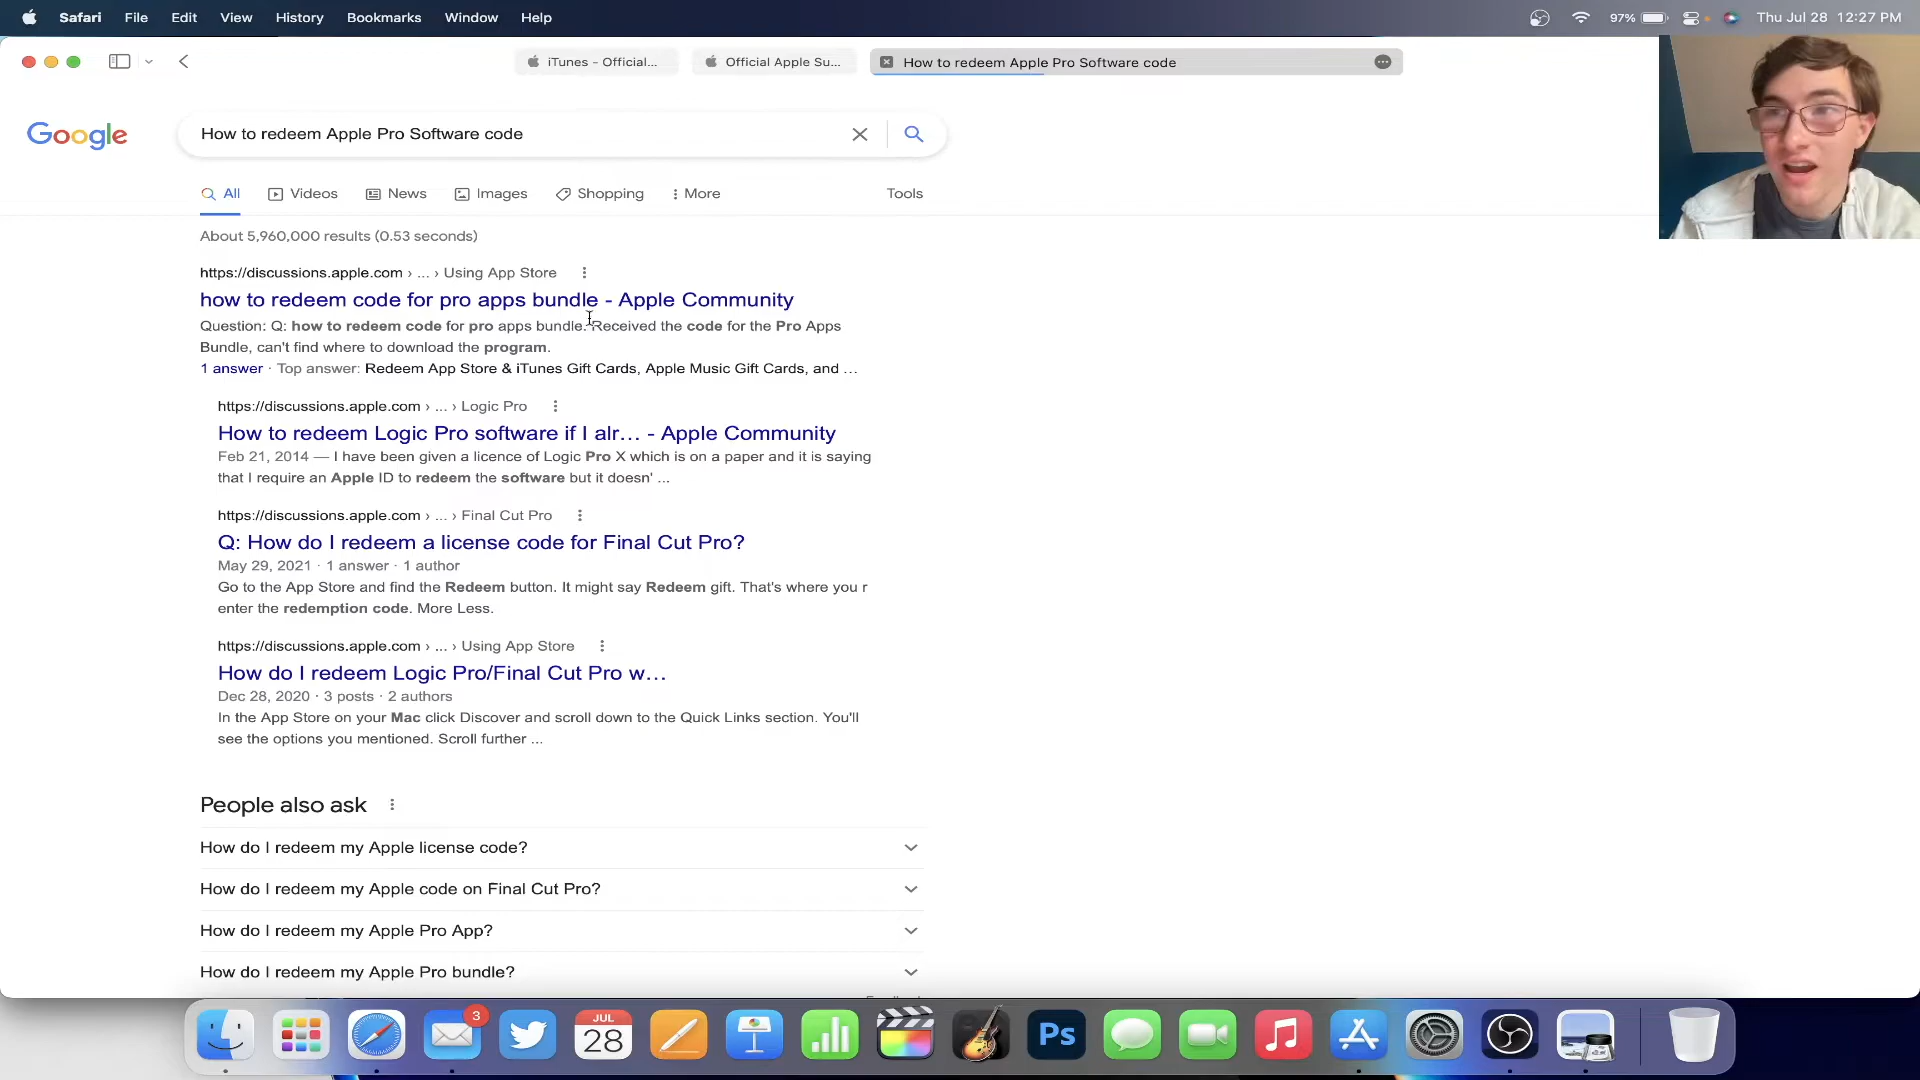 Safari File Edit View History Bookmarks Window Help 97% Thu Jul 28 12:27 PM
iTunes - Official... Official Apple Su... How to redeem Apple Pro Software code
Google How to redeem Apple Pro Software code
All Videos News Images Shopping More Tools
About 5,960,000 results (0.53 seconds)
https://discussions.apple.com › ... › Using App Store
how to redeem code for pro apps bundle - Apple Community
Question: Q: how to redeem code for pro apps bundle. Received the code for the Pro Apps
Bundle, can't find where to download the program.
1 answer · Top answer: Redeem App Store & iTunes Gift Cards, Apple Music Gift Cards, and ...
https://discussions.apple.com › ... › Logic Pro
How to redeem Logic Pro software if I alr... - Apple Community
Feb 21, 2014 — I have been given a licence of Logic Pro X which is on a paper and it is saying
that I require an Apple ID to redeem the software but it doesn' ...
https://discussions.apple.com › ... › Final Cut Pro
Q: How do I redeem a license code for Final Cut Pro?
May 29, 2021 · 1 answer · 1 author
Go to the App Store and find the Redeem button. It might say Redeem gift. That's where you r
enter the redemption code. More Less.
https://discussions.apple.com › ... › Using App Store
How do I redeem Logic Pro/Final Cut Pro w...
Dec 28, 2020 · 3 posts · 2 authors
In the App Store on your Mac click Discover and scroll down to the Quick Links section. You'll
see the options you mentioned. Scroll further ...
People also ask
How do I redeem my Apple license code?
How do I redeem my Apple code on Final Cut Pro?
How do I redeem my Apple Pro App?
How do I redeem my Apple Pro bundle?
3
JUL
28
Ps